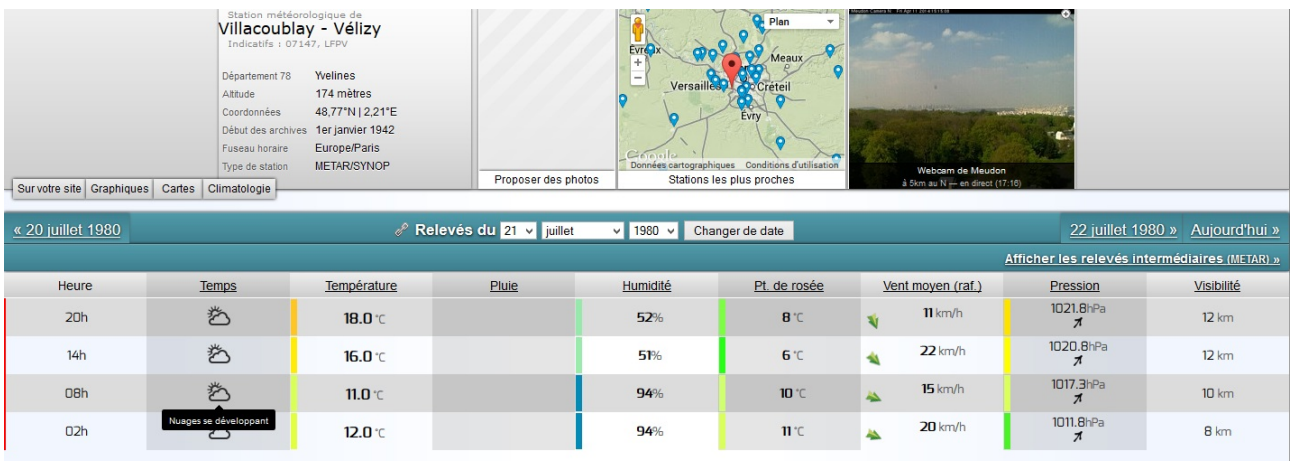 Station météorologique de
Villacoublay - Vélizy
Indicatifs : 07147, LFPV
Département 78 Yvelines
Altitude 174 mètres
Coordonnées 48,77°N | 2,21°E
Début des archives 1er janvier 1942
Fuseau horaire Europe/Paris
Type de station METAR/SYNOP
Sur votre site Graphiques Cartes Climatologie
Proposer des photos
Plan
Évreux
Meaux
Versailles
Créteil
Évry
Google
Données cartographiques Conditions d'utilisation
Stations les plus proches
Webcam de Meudon
à 5km au N — en direct (17:16)
« 20 juillet 1980 Relevés du 21 juillet 1980 Changer de date 22 juillet 1980 » Aujourd'hui »
Afficher les relevés intermédiaires (METAR) »
Heure Temps Température Pluie Humidité Pt. de rosée Vent moyen (raf.) Pression Visibilité
20h 18.0 °C 52% 8 °C 11 km/h 1021.8hPa 12 km
14h 16.0 °C 51% 6 °C 22 km/h 1020.8hPa 12 km
08h 11.0 °C 94% 10 °C 15 km/h 1017.3hPa 10 km
Nuages se développant
02h 12.0 °C 94% 11 °C 20 km/h 1011.8hPa 8 km